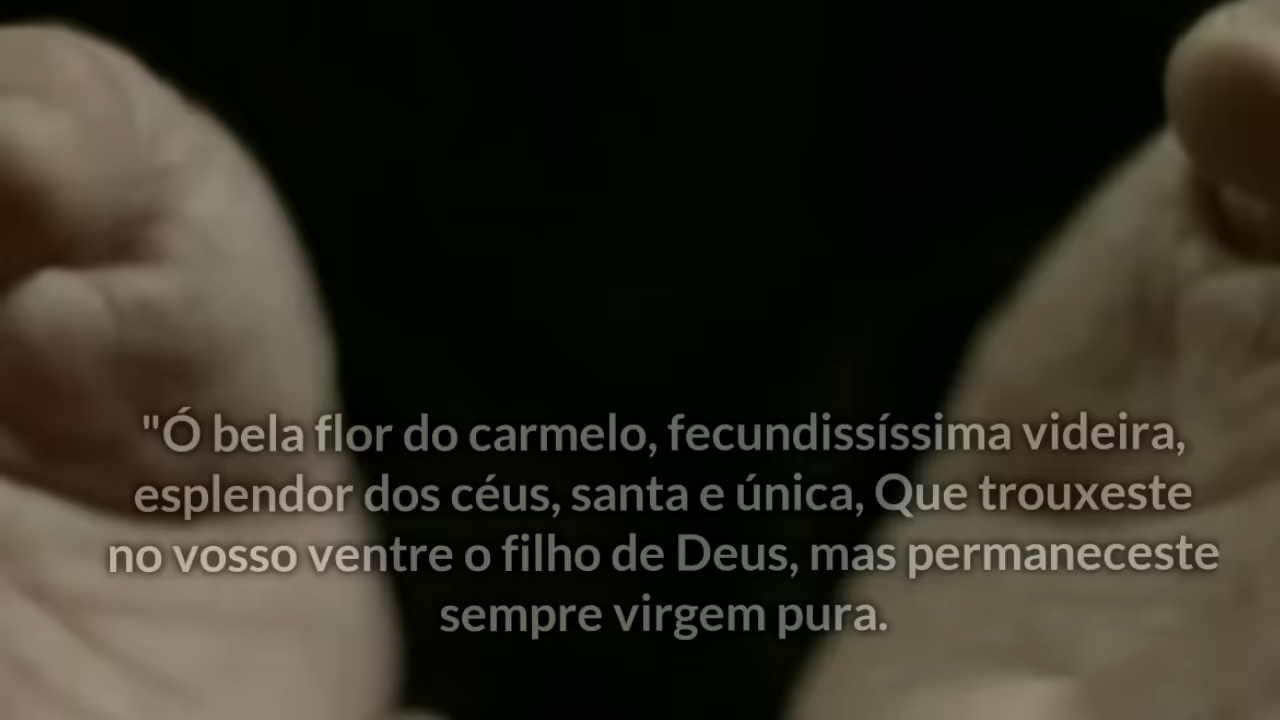 "Ó bela flor do carmelo, fecundissíssima videira,
esplendor dos céus, santa e única, Que trouxeste
no vosso ventre o filho de Deus, mas permaneceste
sempre virgem pura.